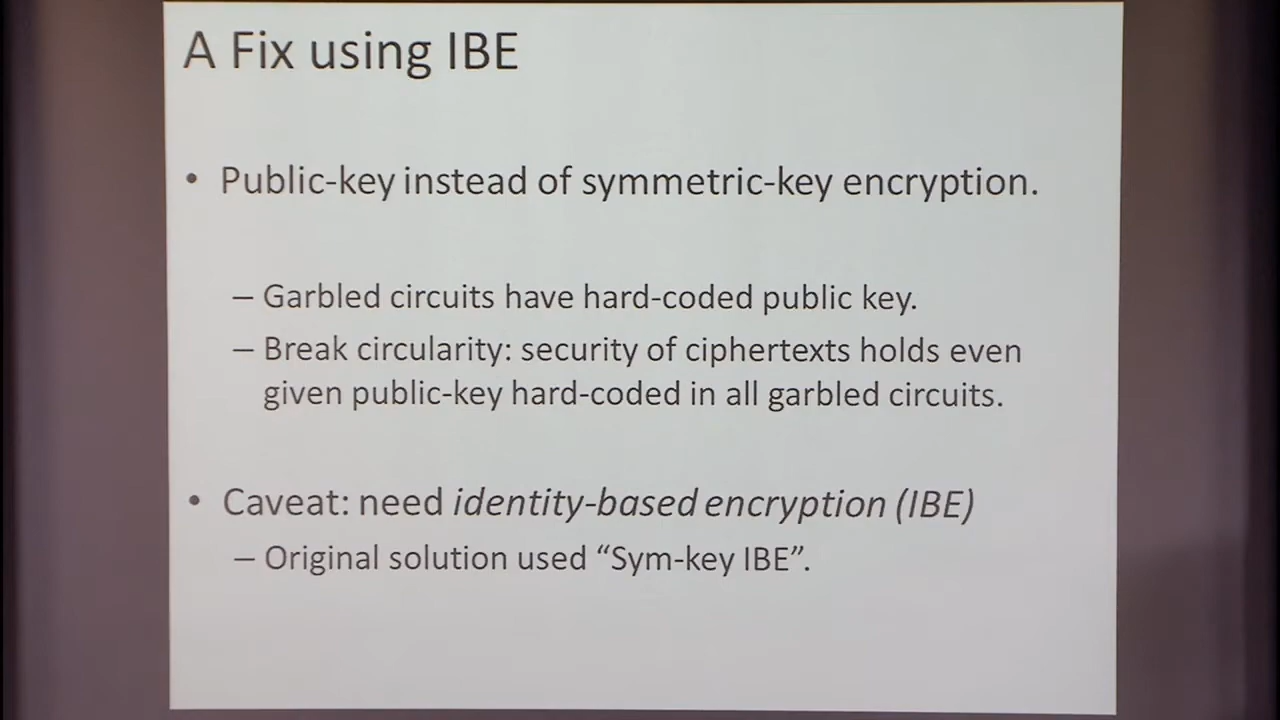 A Fix using IBE
• Public-key instead of symmetric-key encryption.
– Garbled circuits have hard-coded public key.
– Break circularity: security of ciphertexts holds even
given public-key hard-coded in all garbled circuits.
• Caveat: need identity-based encryption (IBE)
– Original solution used “Sym-key IBE”.